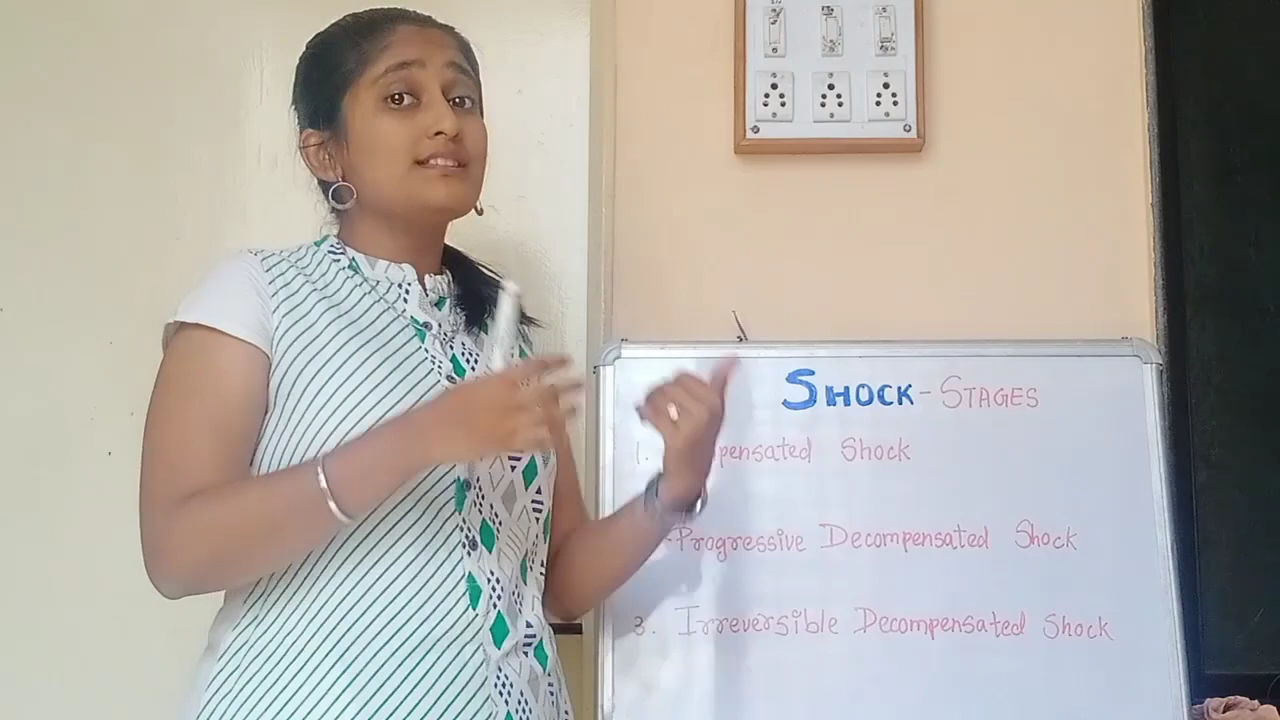 SHOCK - STAGES
1. pensated Shock
Progressive Decompensated Shock
3. Irreversible Decompensated Shock